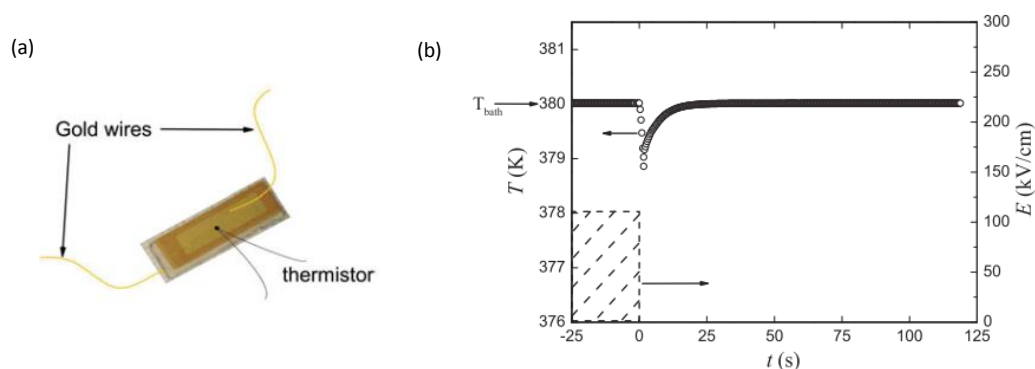 (a)
Gold wires
thermistor
(b)
T (K)
381
380
379
378
377
376
T_bath
E (kV/cm)
300
250
200
150
100
50
0
-25
0
25
50
75
100
125
t (s)